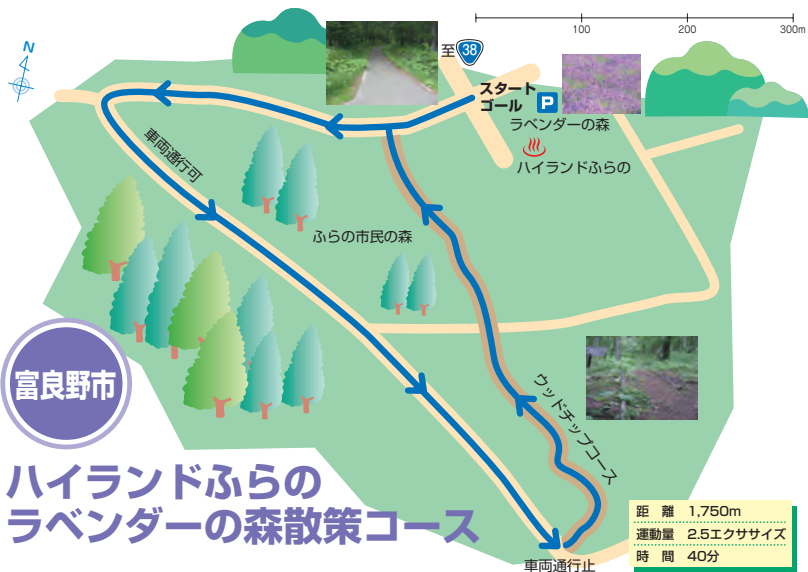 N
100
200
300m
至 38
スタート
ゴール
P
ラベンダーの森
ハイランドふらの
車両通行可
ふらの市民の森
ウッドチップコース
富良野市
ハイランドふらの
ラベンダーの森散策コース
車両通行止
距 離 1,750m
運動量 2.5エクササイズ
時 間 40分